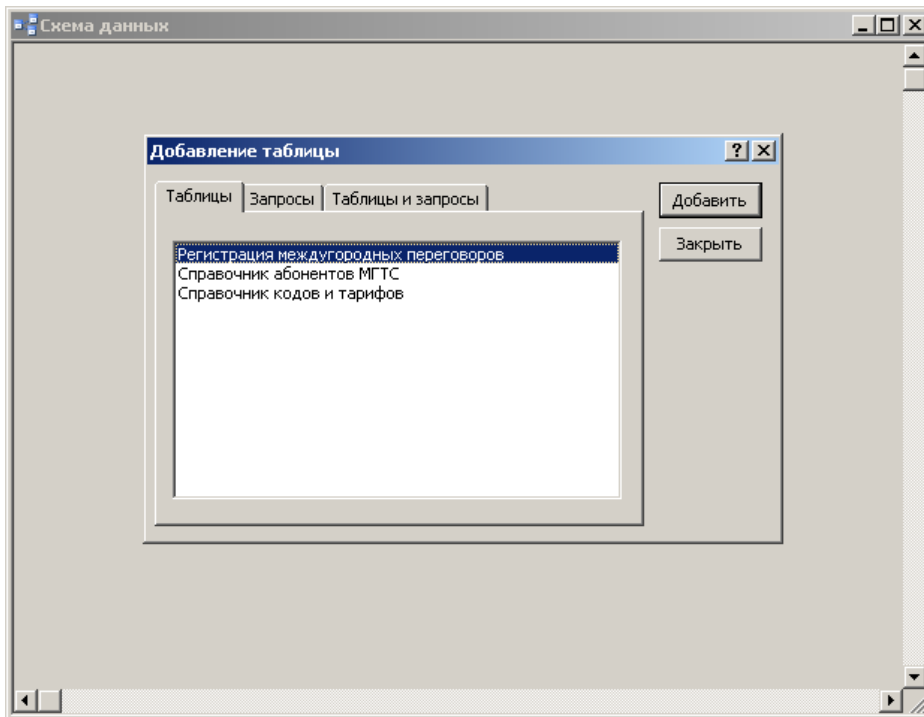 Схема данных
Добавление таблицы
Таблицы Запросы Таблицы и запросы
Добавить
Закрыть
Регистрация междугородных переговоров
Справочник абонентов МГТС
Справочник кодов и тарифов